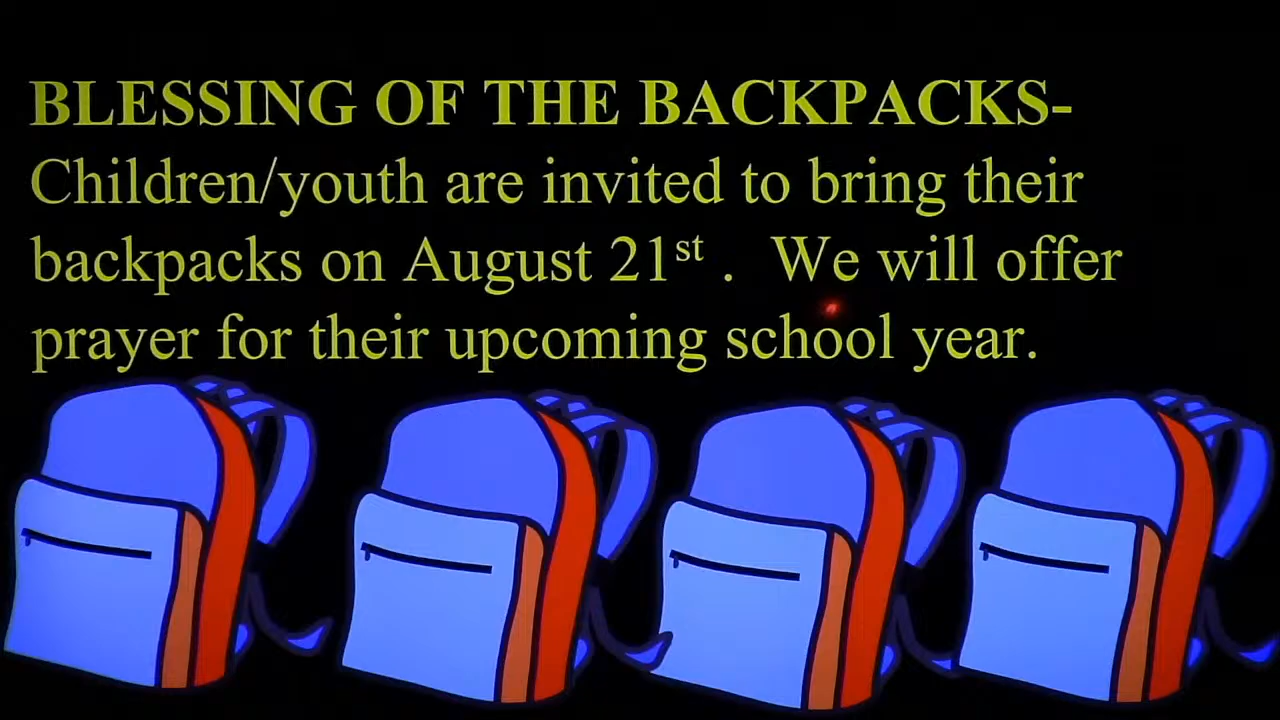 BLESSING OF THE BACKPACKS-
Children/youth are invited to bring their
backpacks on August 21st .  We will offer
prayer for their upcoming school year.